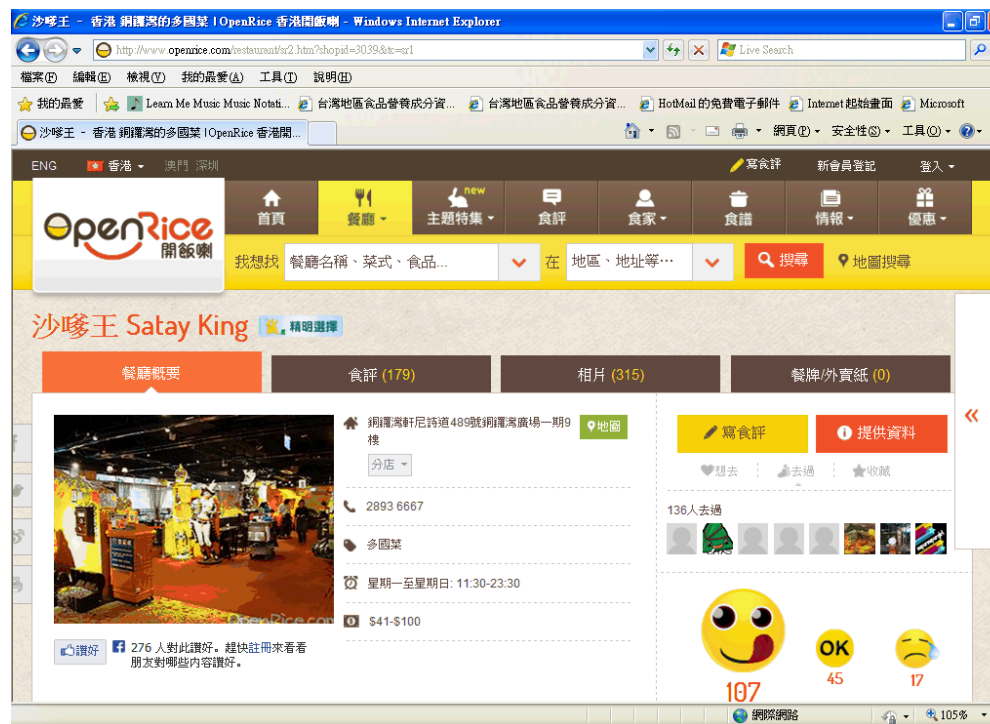 沙嗲王 - 香港 銅鑼灣的多國菜 | OpenRice 香港開飯喇 - Windows Internet Explorer
http://www.openrice.com/restaurant/sr2.htm?shopid=3039&tc=sr1
Live Search
檔案(F) 編輯(E) 檢視(V) 我的最愛(A) 工具(T) 說明(H)
我的最愛 Learn Me Music Music Notati... 台灣地區食品營養成分資... 台灣地區食品營養成分資... HotMail 的免費電子郵件 Internet 起始畫面 Microsoft
沙嗲王 - 香港 銅鑼灣的多國菜 | OpenRice 香港開...
網頁(P) 安全性(S) 工具(O)
ENG 香港 澳門 深圳 寫食評 新會員登記 登入
OpenRice
開飯喇
首頁 餐廳 主題特集 new 食評 食家 食譜 情報 優惠
我想找 餐廳名稱、菜式、食品... 在 地區、地址等… 搜尋 地圖搜尋
沙嗲王 Satay King 精明選擇
餐廳概要 食評 (179) 相片 (315) 餐牌/外賣紙 (0)
銅鑼灣軒尼詩道489號銅鑼灣廣場一期9
樓
地圖
分店
2893 6667
多國菜
星期一至星期日: 11:30-23:30
$41-$100
OpenRice.com
讚好 276 人對此讚好。趕快註冊來看看
朋友對哪些內容讚好。
寫食評 提供資料
想去 去過 收藏
136人去過
OK
107 45 17
網際網路 105%